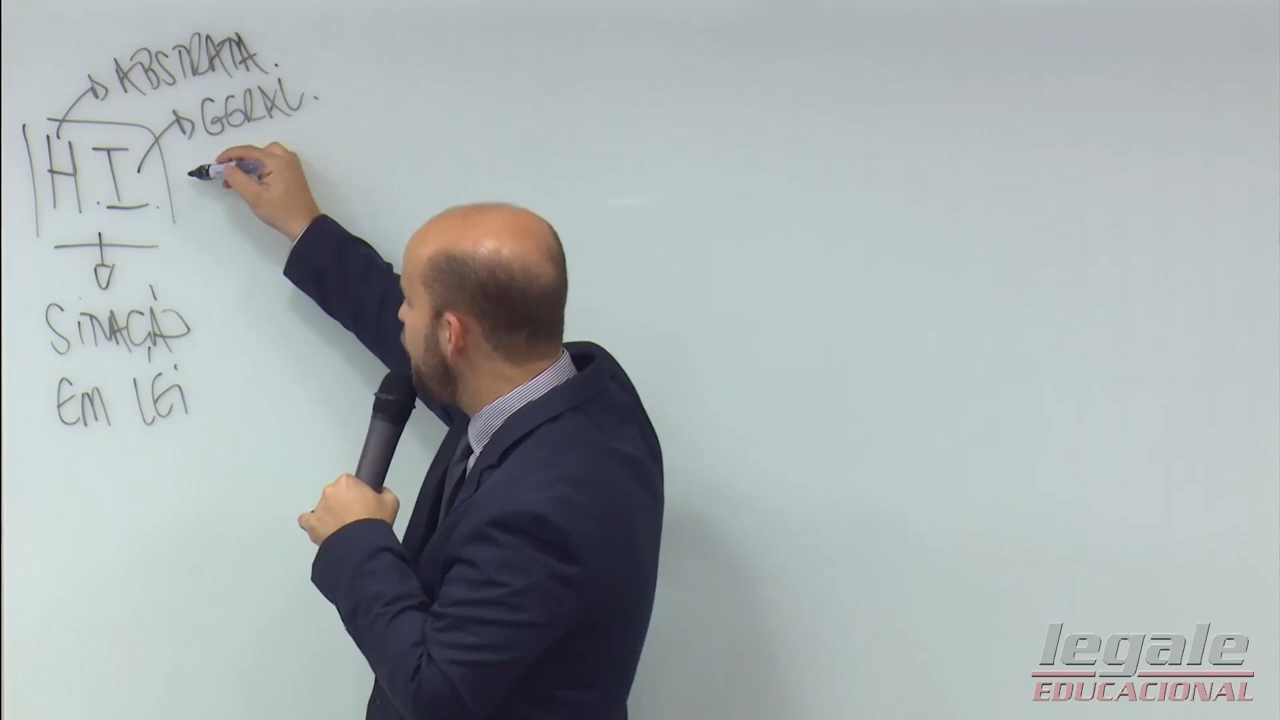 ABSTRATA.
GERAL.
H.I.
SITUAÇÃO
EM LEI
legale
EDUCACIONAL